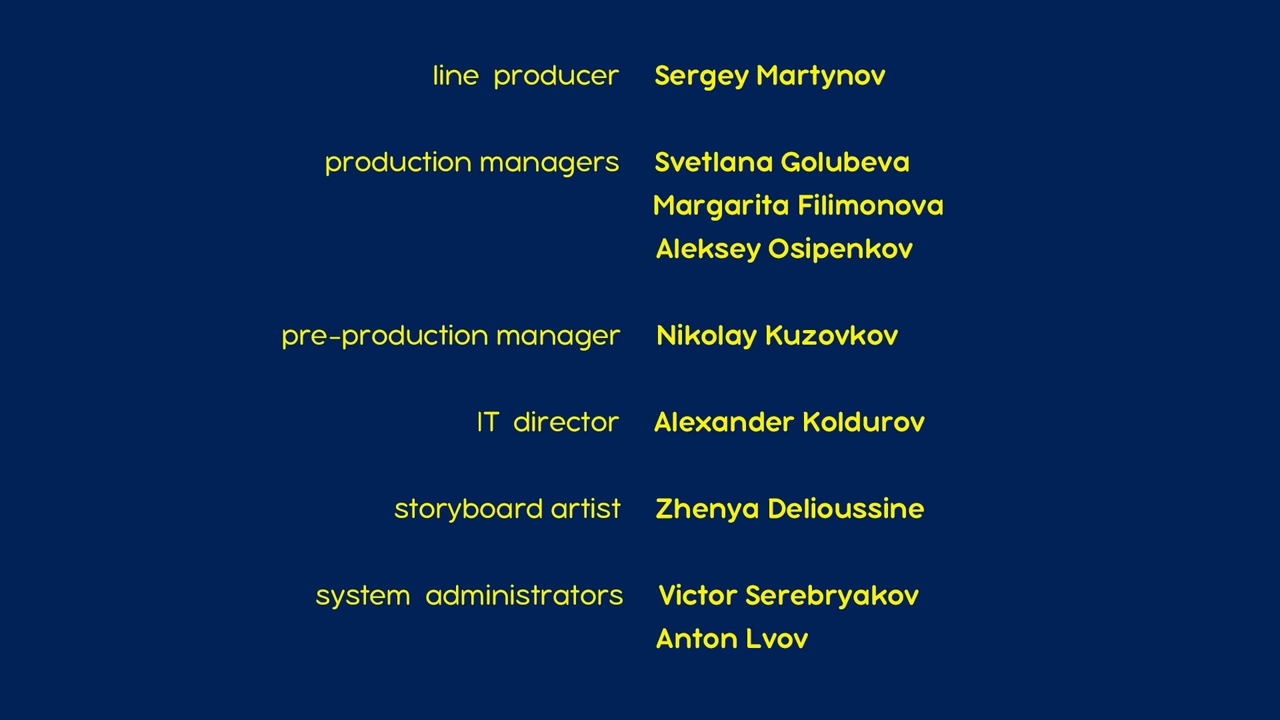 line producer Sergey Martynov
production managers Svetlana Golubeva
Margarita Filimonova
Aleksey Osipenkov
pre-production manager Nikolay Kuzovkov
IT director Alexander Koldurov
storyboard artist Zhenya Delioussine
system administrators Victor Serebryakov
Anton Lvov